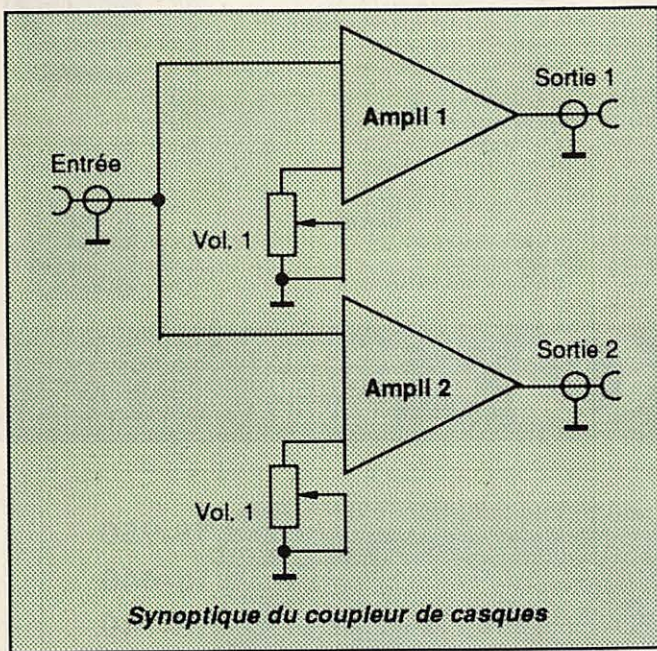 Sortie 1
Ampli 1
Entrée
Vol. 1
Sortie 2
Ampli 2
Vol. 1
Synoptique du coupleur de casques